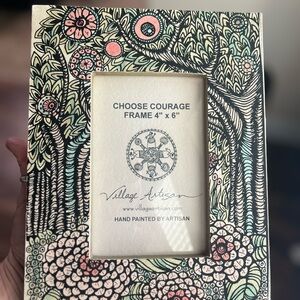 CHOOSE COURAGE
FRAME 4" x 6"
Village Artisan
www.villageartisan.com
HAND PAINTED BY ARTISAN